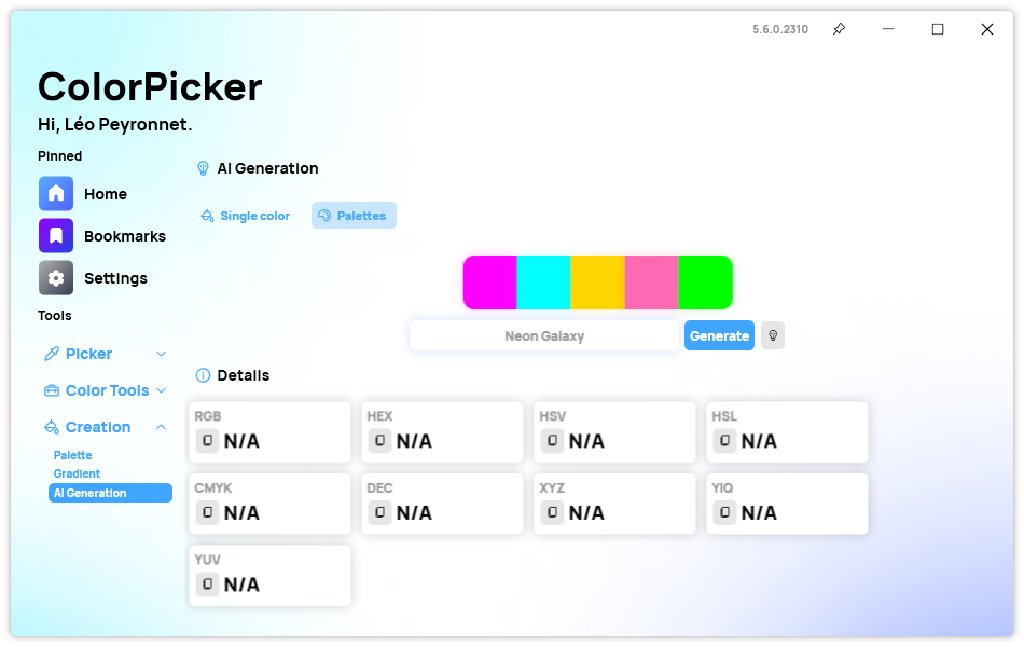 5.6.0.2310
ColorPicker
Hi, Léo Peyronnet.
Pinned
Home
Bookmarks
Settings
Tools
Picker
Color Tools
Creation
Palette
Gradient
AI Generation
AI Generation
Single color
Palettes
Neon Galaxy
Generate
Details
RGB
N/A
HEX
N/A
HSV
N/A
HSL
N/A
CMYK
N/A
DEC
N/A
XYZ
N/A
YIQ
N/A
YUV
N/A